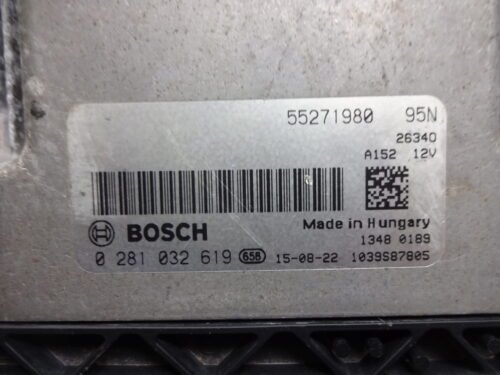 55271980 95N
26340
A152 12V
BOSCH
Made in Hungary
1348 0189
0 281 032 619 65B 15-08-22 1039S87805